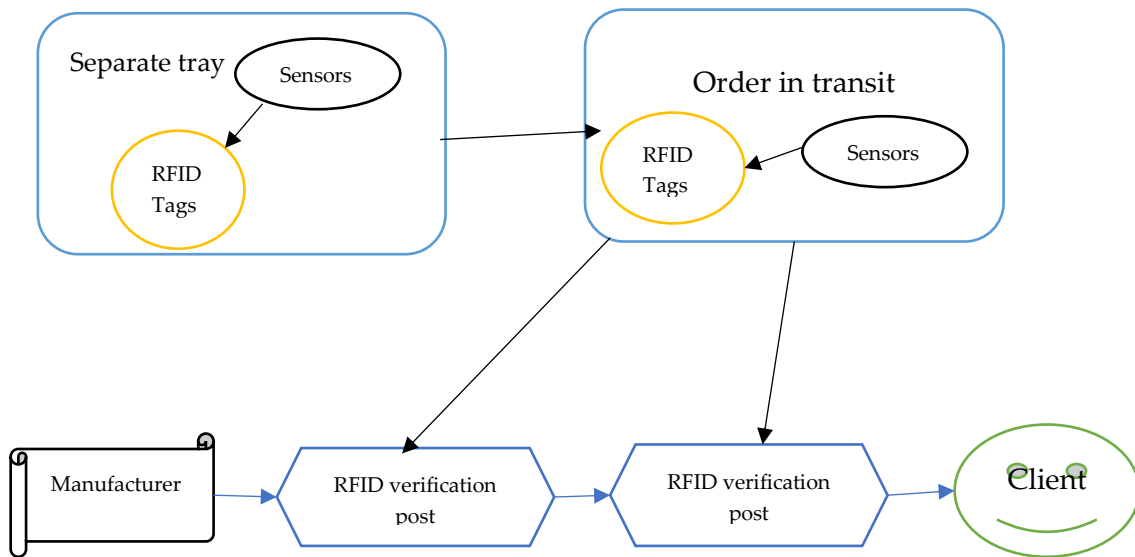 Separate tray
Sensors
RFID
Tags
Order in transit
RFID
Tags
Sensors
Manufacturer
RFID verification
post
RFID verification
post
Client